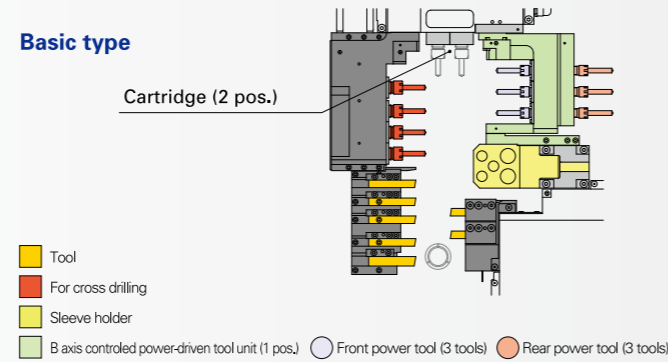 Basic type
Cartridge (2 pos.)
Tool
For cross drilling
Sleeve holder
B axis controled power-driven tool unit (1 pos.) Front power tool (3 tools) Rear power tool (3 tools)